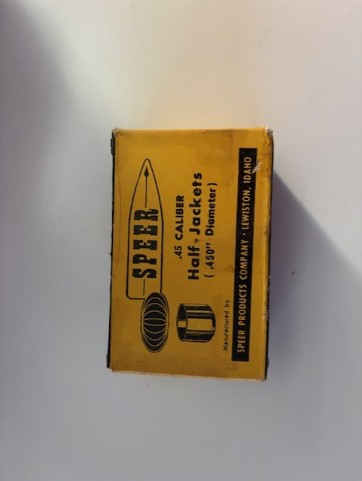 SPEER
.45 CALIBER
Half-Jackets
( .450" Diameter )
Manufactured by
SPEER PRODUCTS COMPANY · LEWISTON, IDAHO